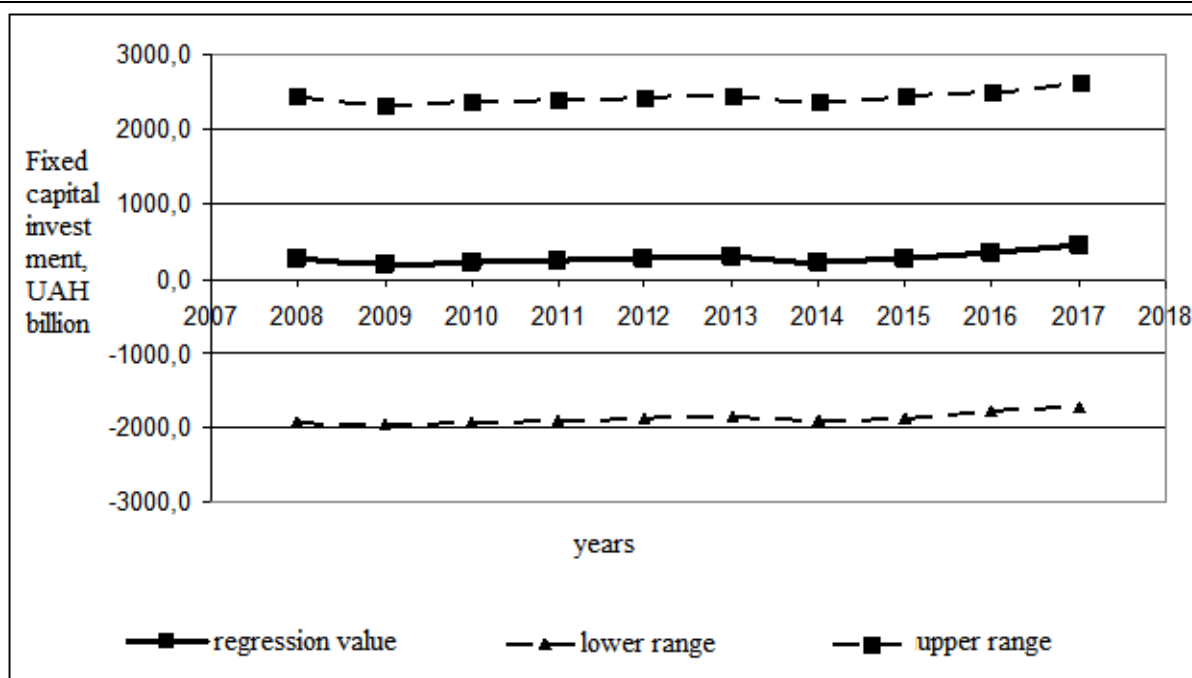 3000,0
2000,0
1000,0
0,0
-1000,0
-2000,0
-3000,0
Fixed
capital
invest
ment,
UAH
billion
2007 2008 2009 2010 2011 2012 2013 2014 2015 2016 2017 2018
years
regression value lower range upper range